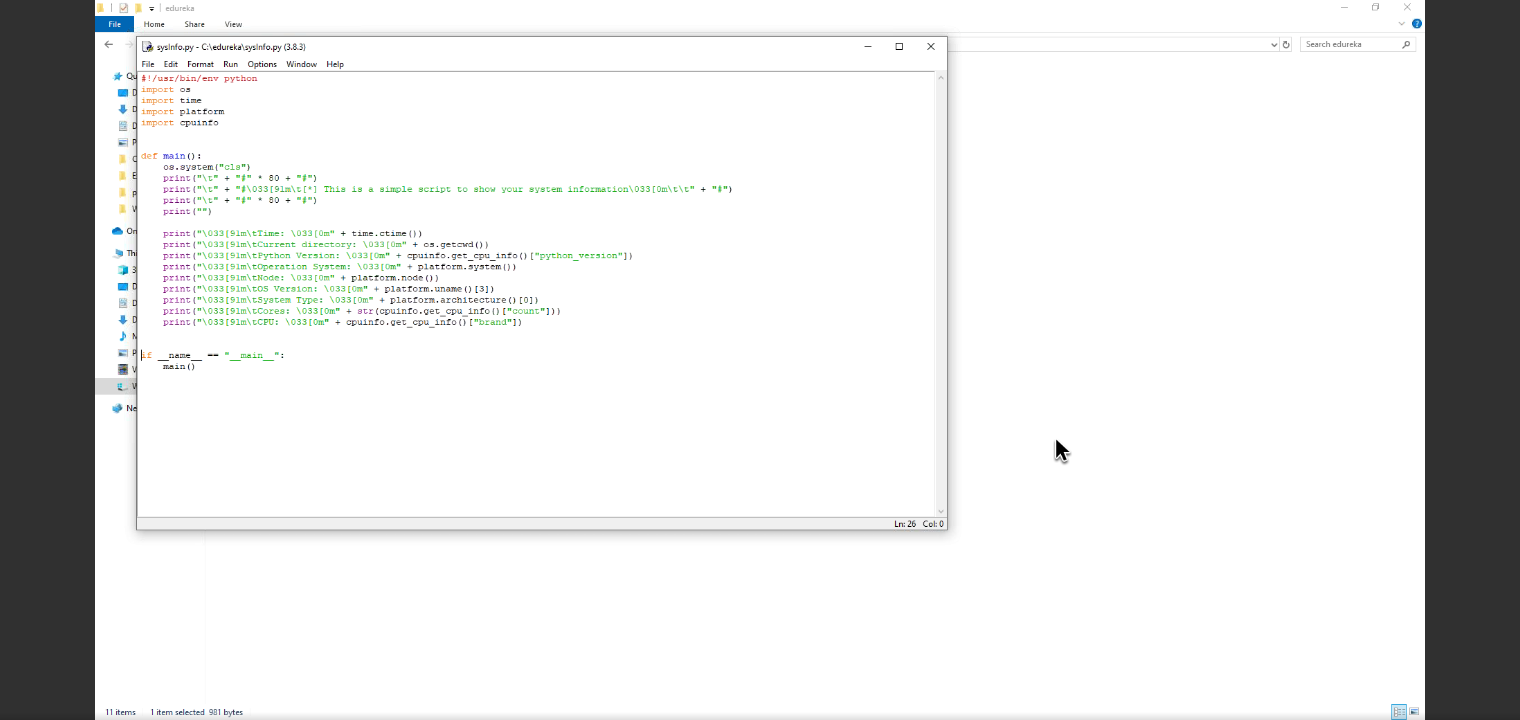 edureka
File Home Share View
sysInfo.py - C:\edureka\sysInfo.py (3.8.3)
Search edureka
File Edit Format Run Options Window Help
#!/usr/bin/env python
import os
import time
import platform
import cpuinfo
def main():
    os.system("cls")
    print("\t" + "#" * 80 + "#")
    print("\t" + "#\033[91m\t[*] This is a simple script to show your system information\033[0m\t\t" + "#")
    print("\t" + "#" * 80 + "#")
    print("")
    print("\033[91m\tTime: \033[0m" + time.ctime())
    print("\033[91m\tCurrent directory: \033[0m" + os.getcwd())
    print("\033[91m\tPython Version: \033[0m" + cpuinfo.get_cpu_info()["python_version"])
    print("\033[91m\tOperation System: \033[0m" + platform.system())
    print("\033[91m\tNode: \033[0m" + platform.node())
    print("\033[91m\tOS Version: \033[0m" + platform.uname()[3])
    print("\033[91m\tSystem Type: \033[0m" + platform.architecture()[0])
    print("\033[91m\tCores: \033[0m" + str(cpuinfo.get_cpu_info()["count"]))
    print("\033[91m\tCPU: \033[0m" + cpuinfo.get_cpu_info()["brand"])
if __name__ == "__main__":
    main()
Ln: 26 Col: 0
11 items 1 item selected 981 bytes